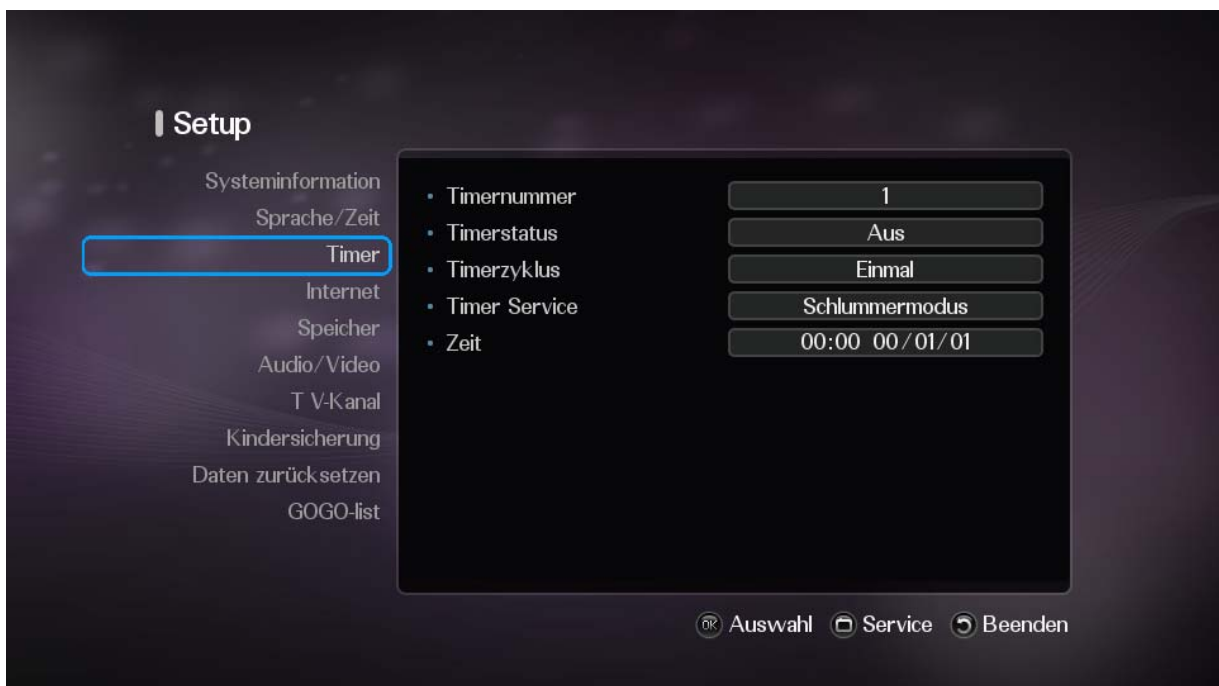 Setup
Systeminformation
Sprache/Zeit
Timer
Internet
Speicher
Audio/Video
T V-Kanal
Kindersicherung
Daten zurücksetzen
GOGO-list
Timernummer 1
Timerstatus Aus
Timerzyklus Einmal
Timer Service Schlummermodus
Zeit 00:00 00/01/01
OK Auswahl Service Beenden